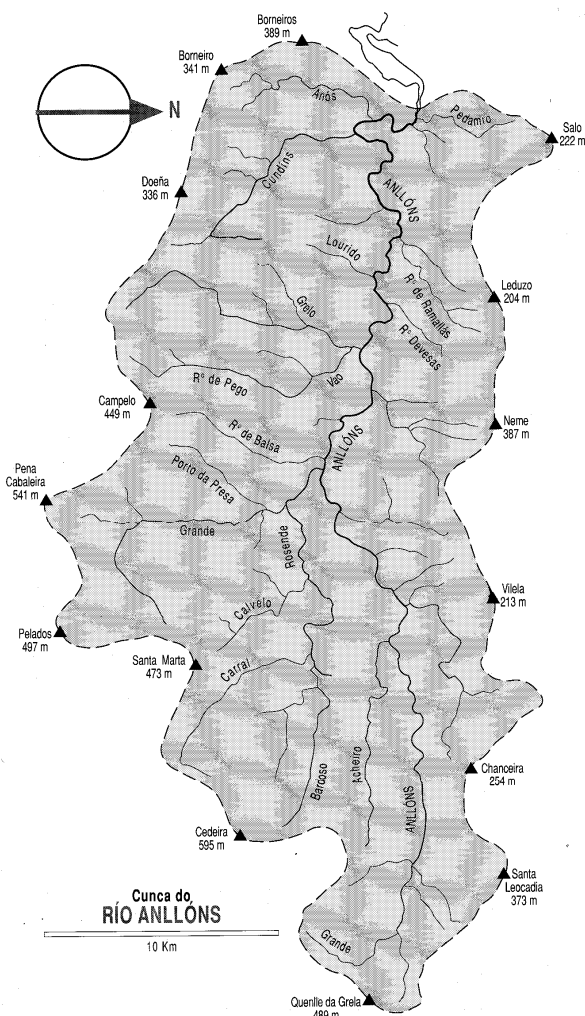 Borneiros
389 m
Borneiro
341 m
N
Anós
Pedamio
Salo
222 m
Cundíns
Doeña
336 m
ANLLÓNS
Lourido
Leduzo
204 m
Rº de Ramallás
Grelo
Rº Devesas
Vao
Rº de Pego
Campelo
449 m
Neme
387 m
Rº de Balsa
ANLLÓNS
Porto da Presa
Pena
Cabaleira
541 m
Grande
Rosende
Vilela
213 m
Calvelo
Pelados
497 m
Santa Marta
473 m
Carral
Chanceira
254 m
Bardoso
Acheiro
ANLLÓNS
Cedeira
595 m
Santa
Leocadia
373 m
Cunca do
RÍO ANLLÓNS
10 Km
Grande
Quenlle da Grela
489 m